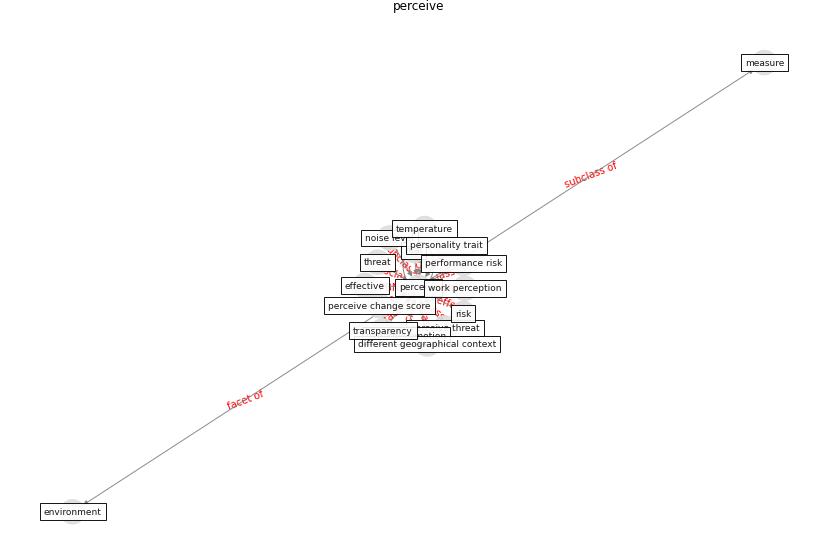 perceive
measure
subclass of
temperature
noise lev
personality trait
threat
performance risk
effective
perce
work perception
perceive change score
risk
threat
transparency
different geographical context
facet of
environment